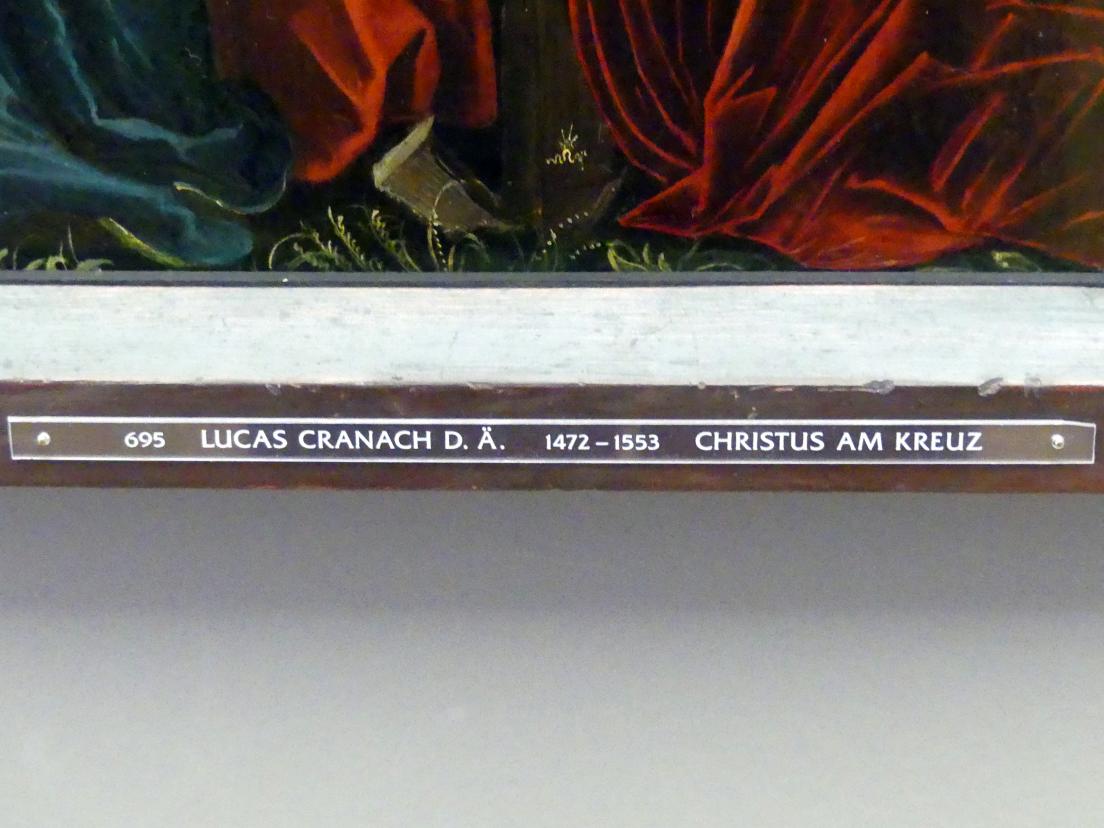 695 LUCAS CRANACH D. Ä. 1472 – 1553 CHRISTUS AM KREUZ